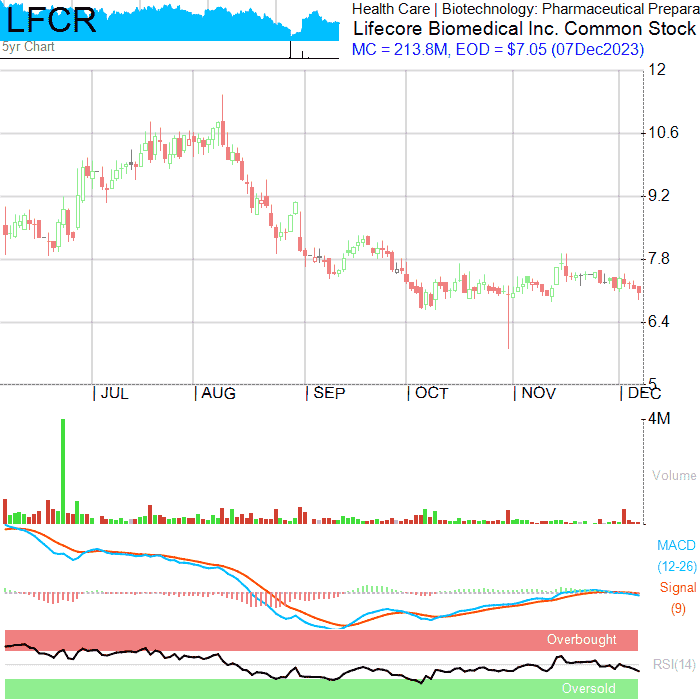 LFCR
5yr Chart
Health Care | Biotechnology: Pharmaceutical Prepara
Lifecore Biomedical Inc. Common Stock
MC = 213.8M, EOD = $7.05 (07Dec2023)
12
10.6
9.2
7.8
6.4
5
JUL
AUG
SEP
OCT
NOV
DEC
4M
Volume
MACD
(12-26)
Signal
(9)
Overbought
RSI(14)
Oversold